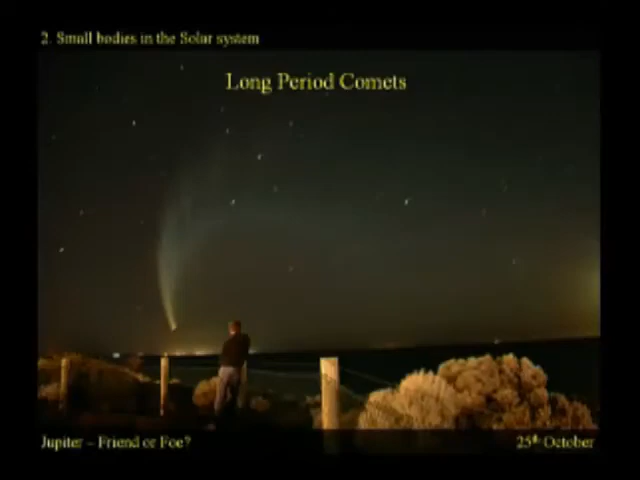 2. Small bodies in the Solar system
Long Period Comets
Jupiter – Friend or Foe?
25th October